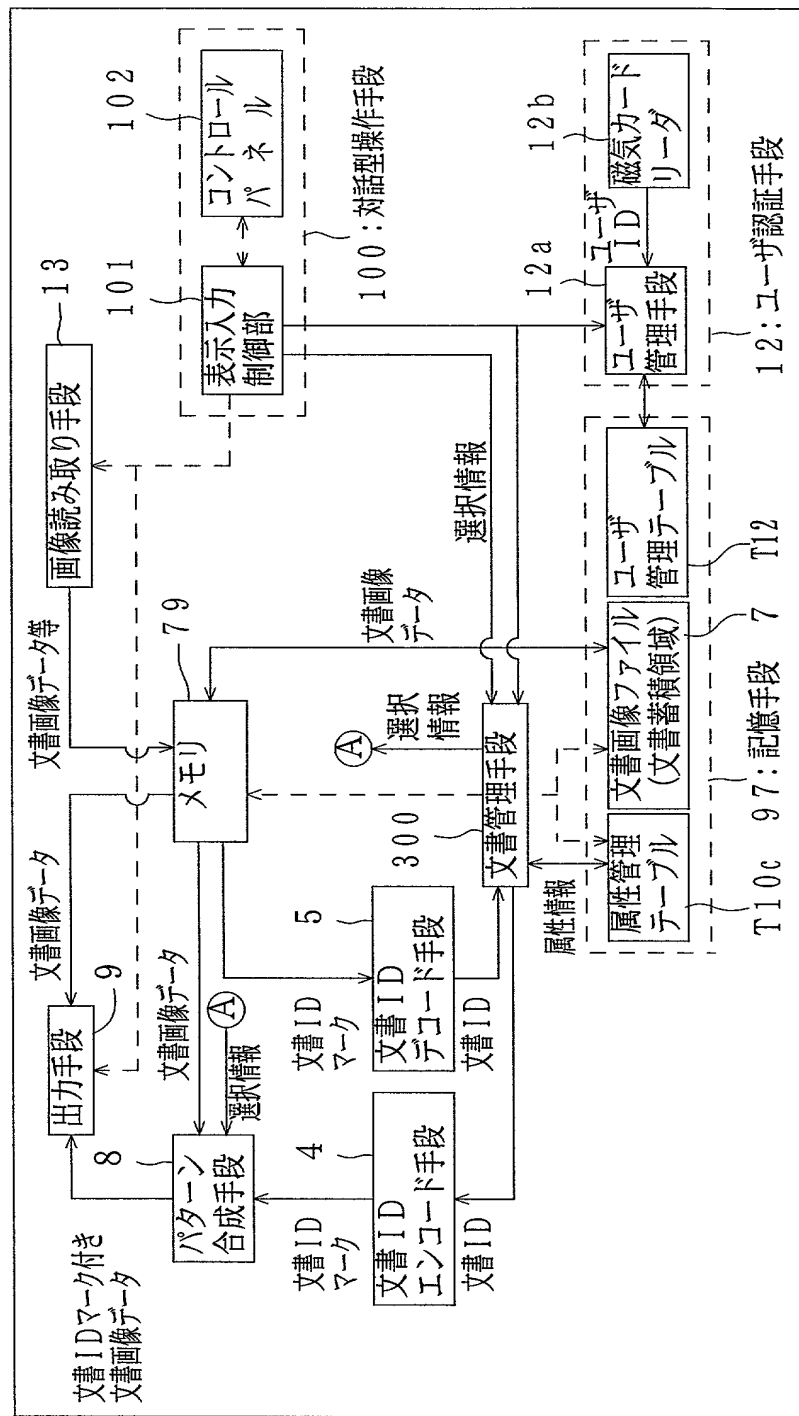 文書IDマーク付き
文書画像データ
8
パターン
合成手段
9
出力手段
文書画像データ
文書画像データ
選択情報
A
文書画像データ等
13
画像読み取り手段
79
メモリ
101
表示入力
制御部
102
コントロール
パネル
100:対話型操作手段
文書ID
マーク
4
文書ID
エンコード手段
文書ID
文書ID
マーク
5
文書ID
デコード手段
文書ID
A
選択
情報
300
文書管理手段
文書画像
データ
選択情報
属性情報
属性管理
テーブル
T10c
文書画像ファイル
(文書蓄積領域)
7
97:記憶手段
ユーザ
管理テーブル
T12
12a
ユーザ
管理手段
ユーザ
ID
12b
磁気カード
リーダ
12:ユーザ認証手段